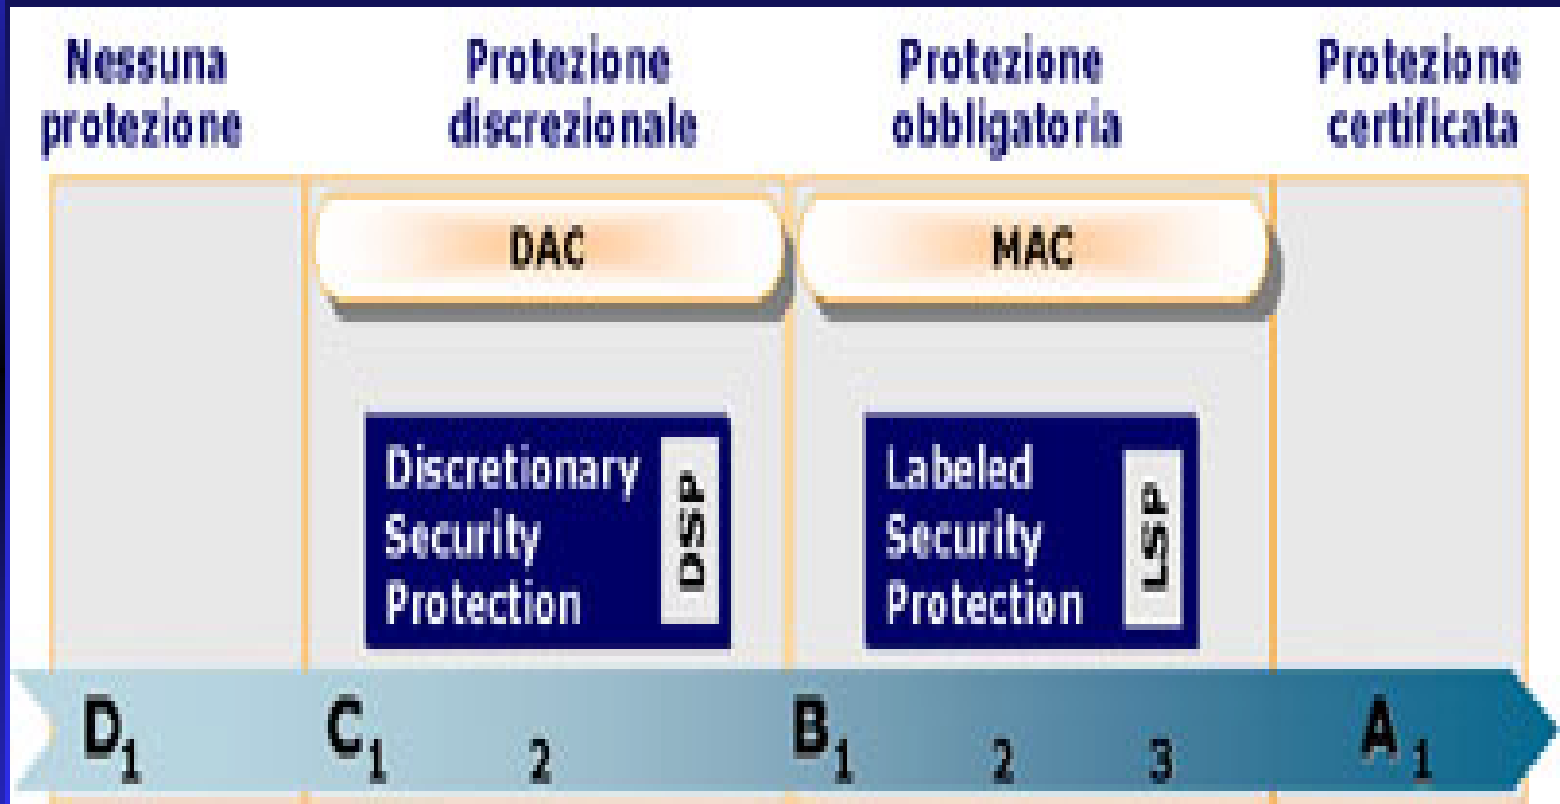 Nessuna
protezione
Protezione
discrezionale
Protezione
obbligatoria
Protezione
certificata
DAC
MAC
Discretionary
Security
Protection
DSP
Labeled
Security
Protection
LSP
D1 C1 2 B1 2 3 A1